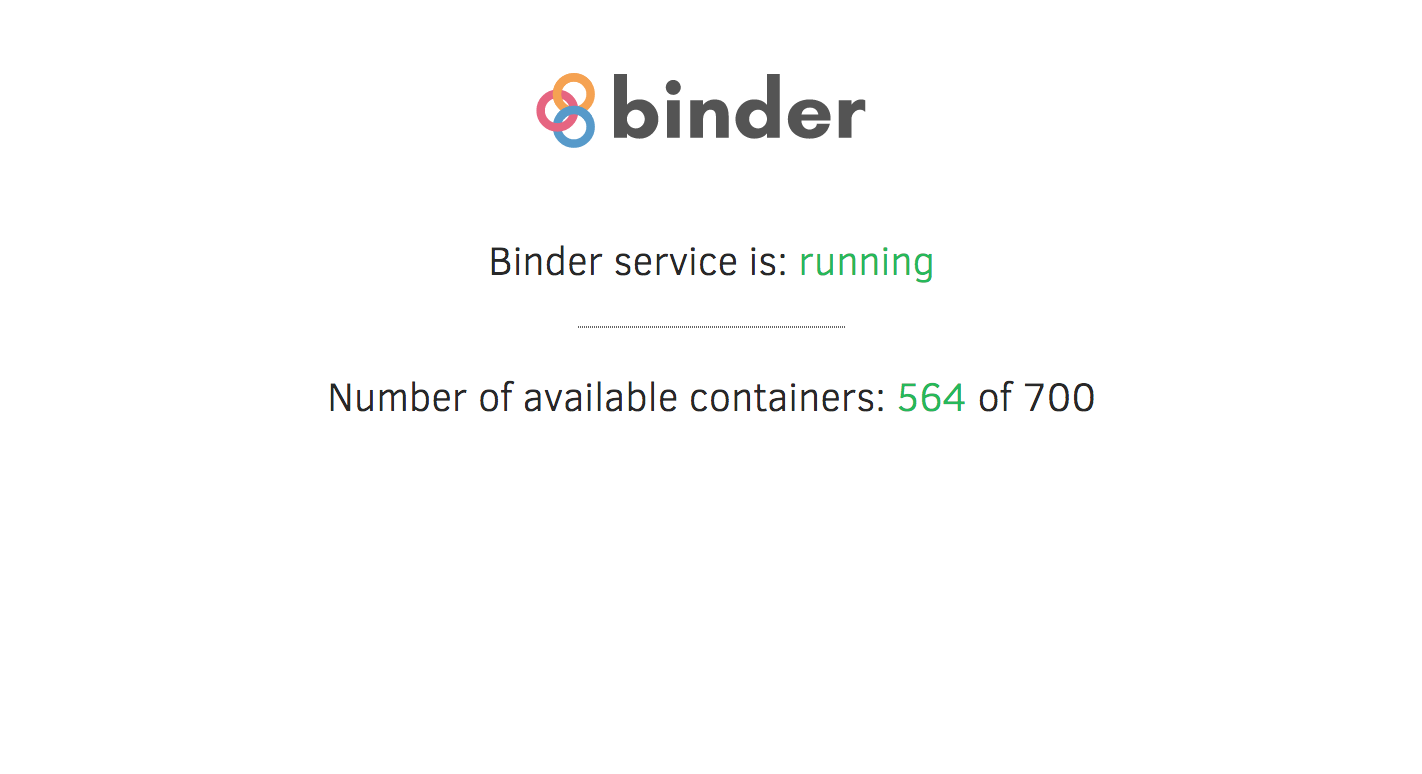 binder
Binder service is: running
Number of available containers: 564 of 700